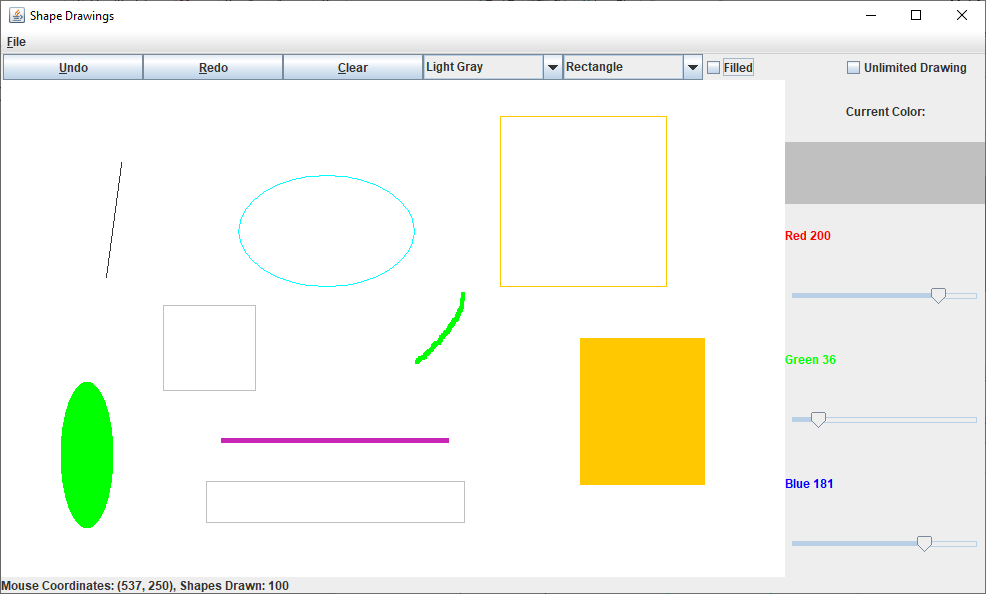 Shape Drawings
File
Undo Redo Clear Light Gray Rectangle Filled Unlimited Drawing
Current Color:
Red 200
Green 36
Blue 181
Mouse Coordinates: (537, 250), Shapes Drawn: 100